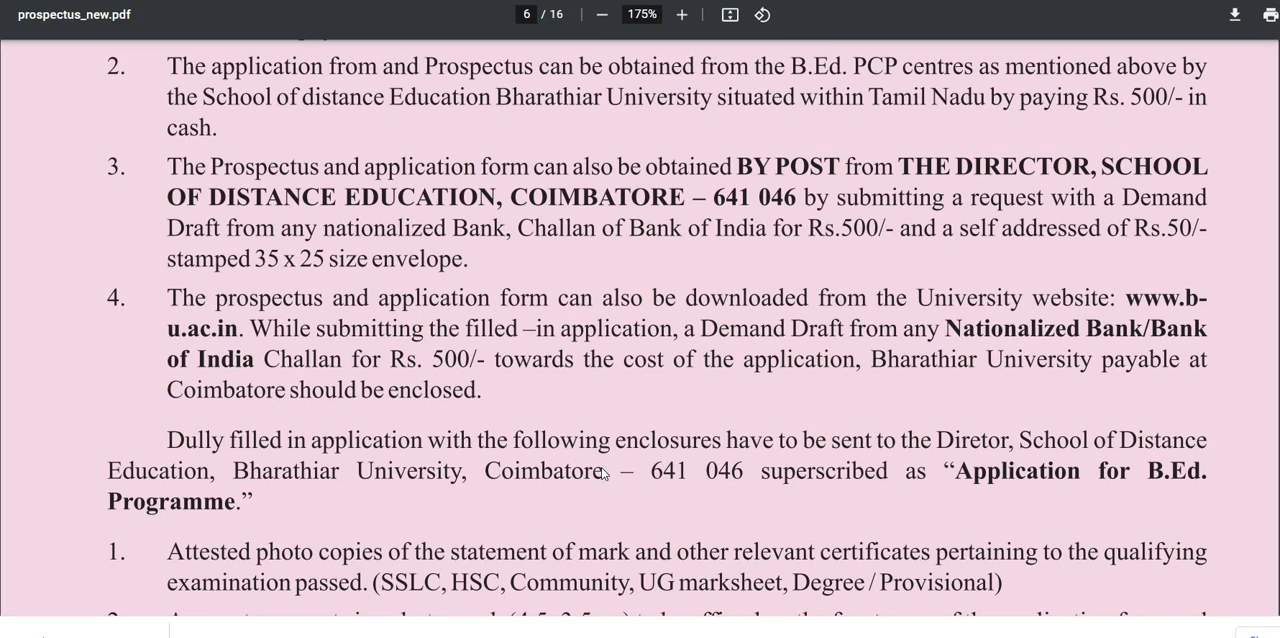 prospectus_new.pdf
6 / 16
175%
2. The application from and Prospectus can be obtained from the B.Ed. PCP centres as mentioned above by
the School of distance Education Bharathiar University situated within Tamil Nadu by paying Rs. 500/- in
cash.
3. The Prospectus and application form can also be obtained BY POST from THE DIRECTOR, SCHOOL
OF DISTANCE EDUCATION, COIMBATORE – 641 046 by submitting a request with a Demand
Draft from any nationalized Bank, Challan of Bank of India for Rs.500/- and a self addressed of Rs.50/-
stamped 35 x 25 size envelope.
4. The prospectus and application form can also be downloaded from the University website: www.b-
u.ac.in. While submitting the filled –in application, a Demand Draft from any Nationalized Bank/Bank
of India Challan for Rs. 500/- towards the cost of the application, Bharathiar University payable at
Coimbatore should be enclosed.
Dully filled in application with the following enclosures have to be sent to the Diretor, School of Distance
Education, Bharathiar University, Coimbatore – 641 046 superscribed as “Application for B.Ed.
Programme.”
1. Attested photo copies of the statement of mark and other relevant certificates pertaining to the qualifying
examination passed. (SSLC, HSC, Community, UG marksheet, Degree / Provisional)